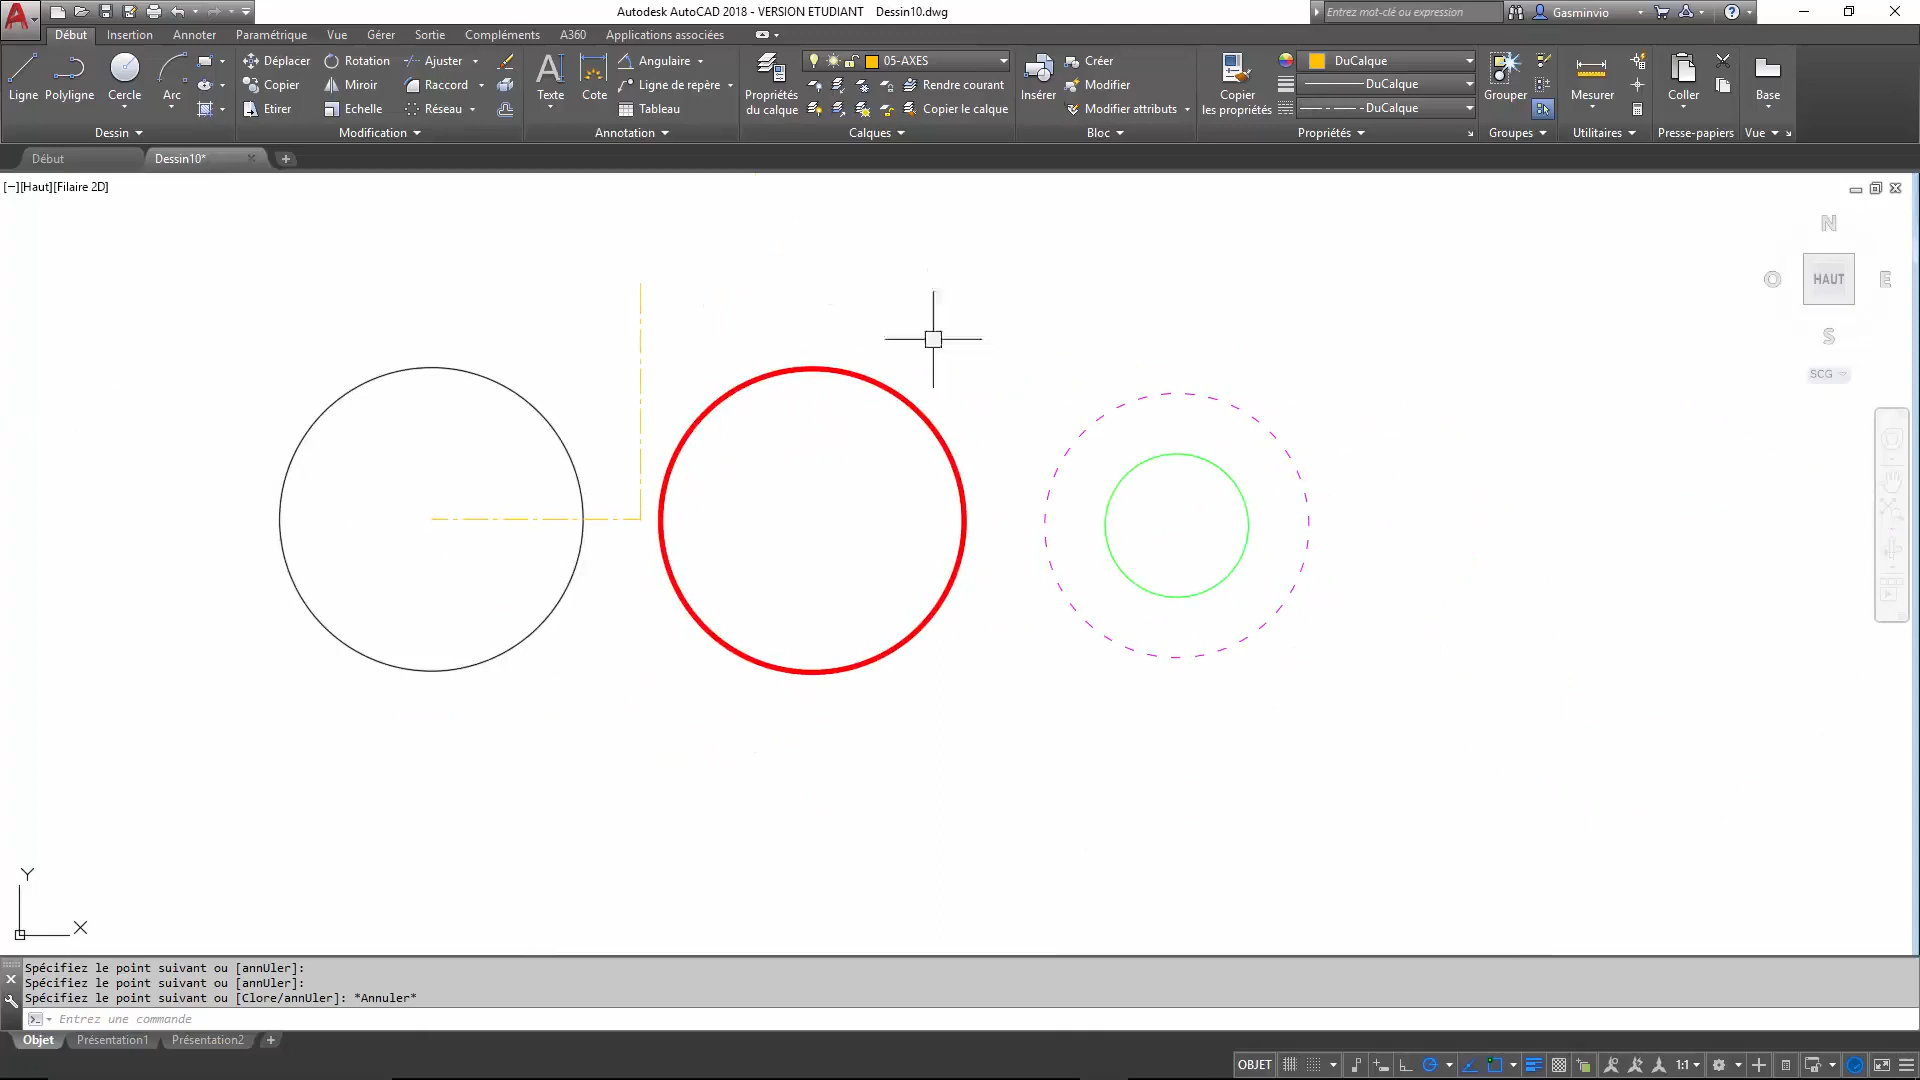 Autodesk AutoCAD 2018 - VERSION ETUDIANT Dessin10.dwg
Entrez mot-clé ou expression
Gasminvio
Début Insertion Annoter Paramétrique Vue Gérer Sortie Compléments A360 Applications associées
Ligne
Polyligne
Cercle
Arc
Dessin
Déplacer Rotation Ajuster
Copier Miroir Raccord
Etirer Echelle Réseau
Modification
Texte
Cote
Angulaire
Ligne de repère
Tableau
Annotation
Propriétés
du calque
05-AXES
Rendre courant
Copier le calque
Calques
Insérer
Créer
Modifier
Modifier attributs
Bloc
Copier
les propriétés
DuCalque
DuCalque
DuCalque
Propriétés
Grouper
Groupes
Mesurer
Utilitaires
Coller
Presse-papiers
Base
Vue
Début
Dessin10*
[−][Haut][Filaire 2D]
N
O
HAUT
E
S
SCG
Y
X
Spécifiez le point suivant ou [annUler]:
Spécifiez le point suivant ou [annUler]:
Spécifiez le point suivant ou [Clore/annUler]: *Annuler*
Entrez une commande
Objet Présentation1 Présentation2 +
OBJET
1:1